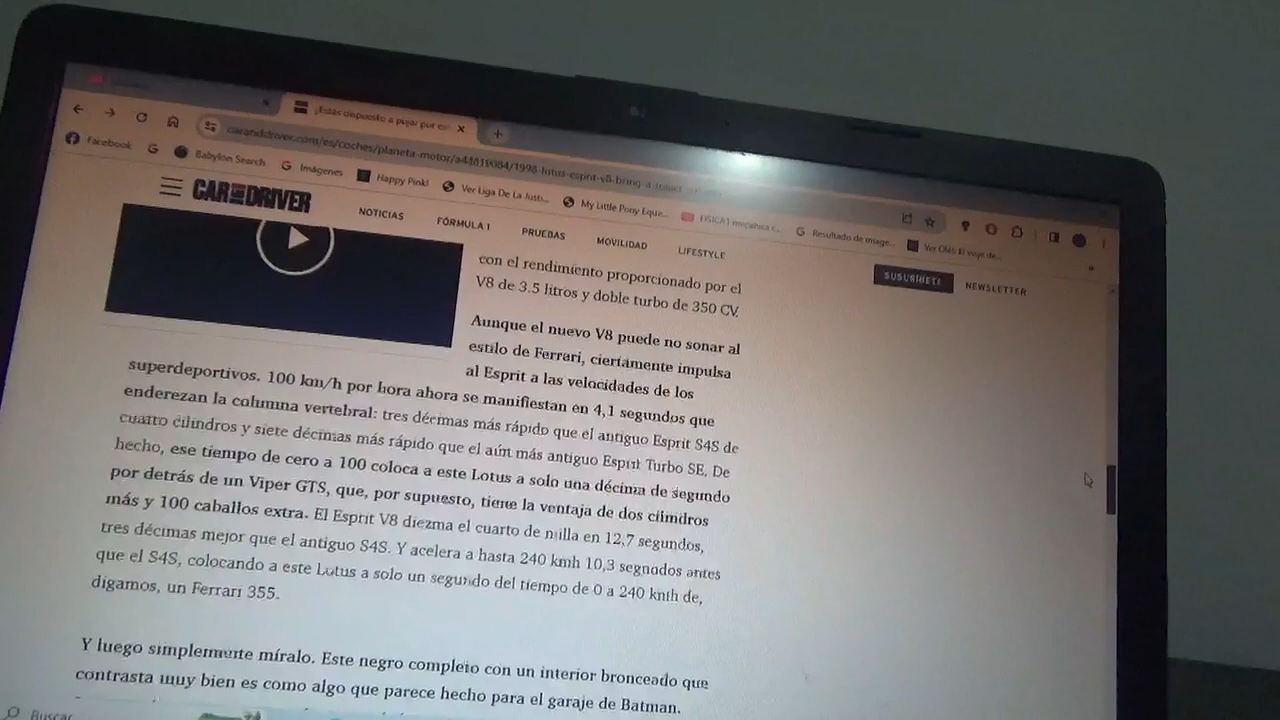 ¿Estás dispuesto a pujar por es
caranddriver.com/es/coches/planeta-motor/a44819084/1998-lotus-esprit-v8-bring-a-trailer
Facebook
Babylon Search
Imágenes
Happy Pink!
Ver Liga De La Justi...
My Little Pony Eque...
FISICA1 mecanica c...
Resultado de image...
Ver Olé: El viaje de...
CAR AND DRIVER
NOTICIAS
FÓRMULA 1
PRUEBAS
MOVILIDAD
LIFESTYLE
SUSCRÍBETE
NEWSLETTER
con el rendimiento proporcionado por el
V8 de 3.5 litros y doble turbo de 350 CV.
Aunque el nuevo V8 puede no sonar al
estilo de Ferrari, ciertamente impulsa
al Esprit a las velocidades de los
superdeportivos. 100 km/h por hora ahora se manifiestan en 4,1 segundos que
enderezan la columna vertebral: tres décimas más rápido que el antiguo Esprit S4S de
cuatro cilindros y siete décimas más rápido que el aún más antiguo Esprit Turbo SE. De
hecho, ese tiempo de cero a 100 coloca a este Lotus a solo una décima de segundo
por detrás de un Viper GTS, que, por supuesto, tiene la ventaja de dos cilindros
más y 100 caballos extra. El Esprit V8 diezma el cuarto de milla en 12,7 segundos,
tres décimas mejor que el antiguo S4S. Y acelera a hasta 240 kmh 10,3 segundos antes
que el S4S, colocando a este Lotus a solo un segundo del tiempo de 0 a 240 kmh de,
digamos, un Ferrari 355.
Y luego simplemente míralo. Este negro completo con un interior bronceado que
contrasta muy bien es como algo que parece hecho para el garaje de Batman.
Buscar